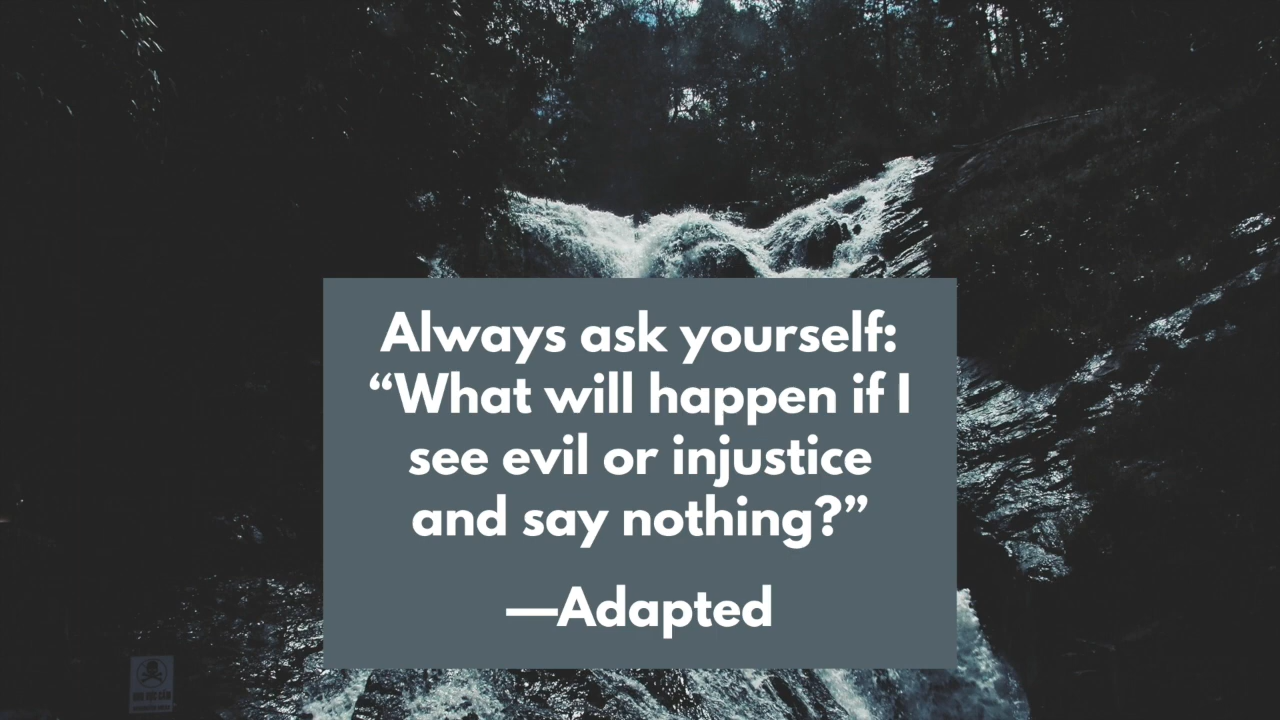 Always ask yourself:
“What will happen if I
see evil or injustice
and say nothing?”
—Adapted